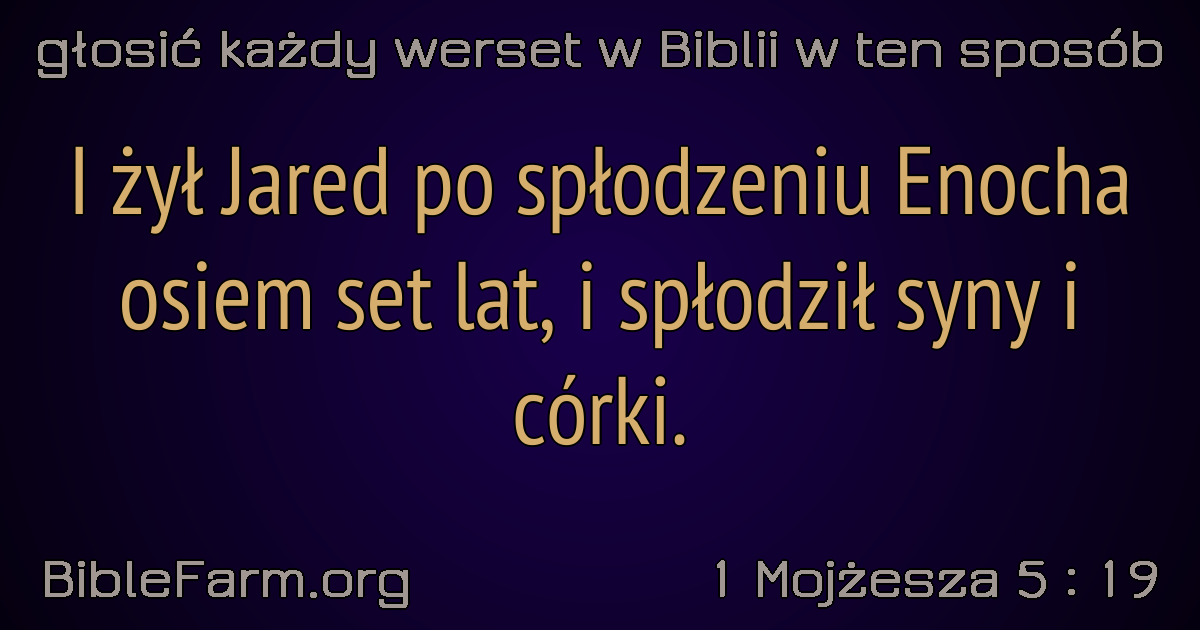 głosić każdy werset w Biblii w ten sposób
I żył Jared po spłodzeniu Enocha
osiem set lat, i spłodził syny i
córki.
BibleFarm.org
1 Mojżesza 5 : 19